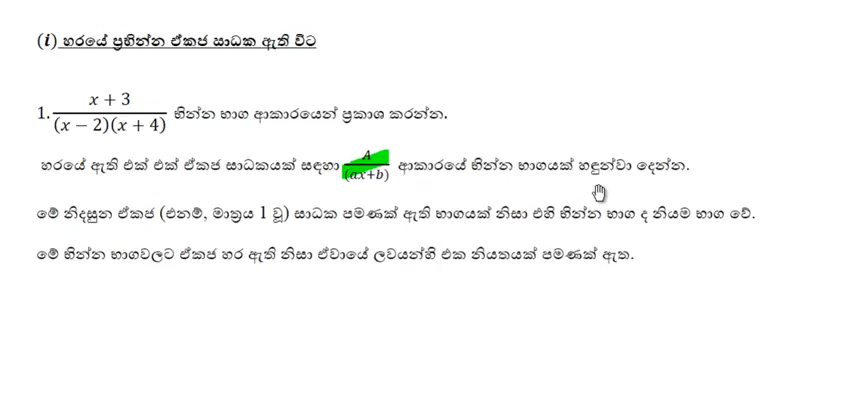 (i) හරයේ ප්‍රභින්න ඒකජ සාධක ඇති විට
1. \frac{x + 3}{(x − 2)(x + 4)} භින්න භාග ආකාරයෙන් ප්‍රකාශ කරන්න.
හරයේ ඇති එක් එක් ඒකජ සාධකයක් සඳහා \frac{A}{(ax+b)} ආකාරයේ භින්න භාගයක් හඳුන්වා දෙන්න.
මේ නිදසුන ඒකජ (එනම්, මාත්‍රය 1 වූ) සාධක පමණක් ඇති භාගයක් නිසා එහි භින්න භාග ද නියම භාග වේ.
මේ භින්න භාගවලට ඒකජ හර ඇති නිසා ඒවායේ ලවයන්හි එක නියතයක් පමණක් ඇත.